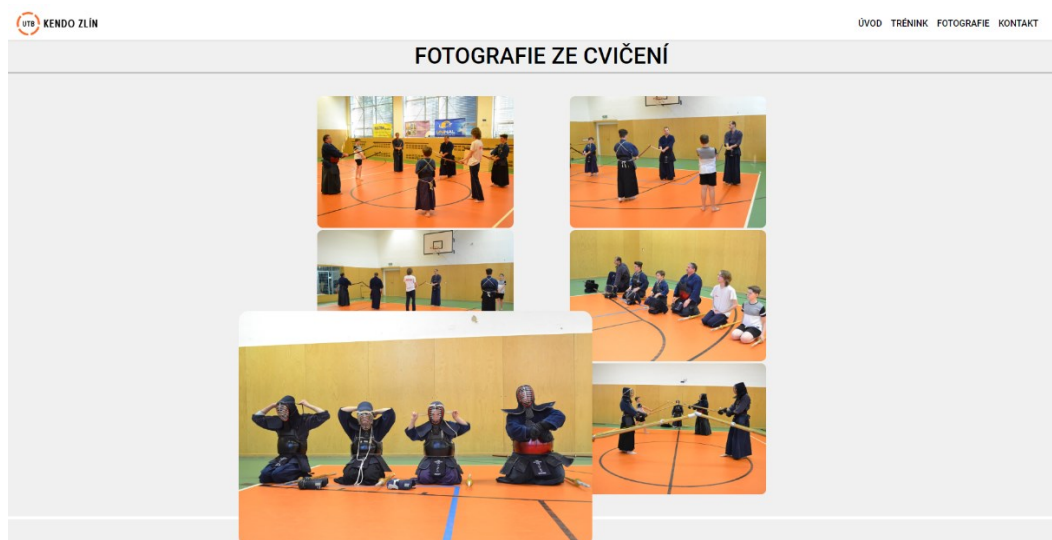 UTB KENDO ZLÍN
ÚVOD TRÉNINK FOTOGRAFIE KONTAKT
FOTOGRAFIE ZE CVIČENÍ